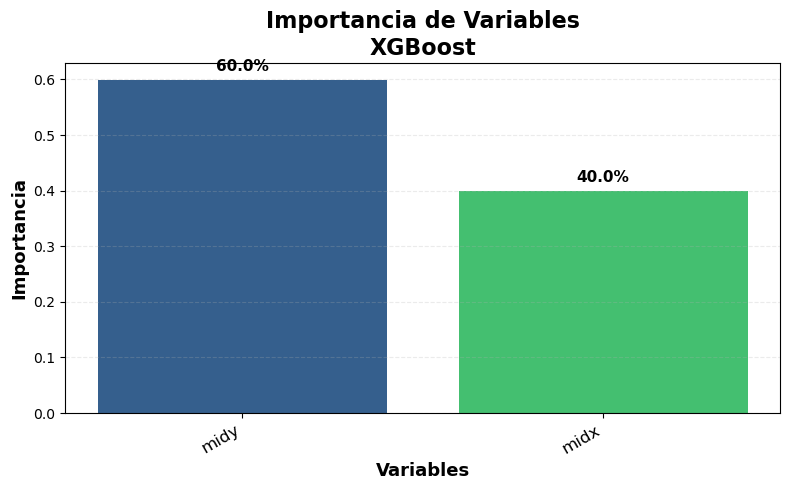 Importancia de Variables
XGBoost
60.0%
40.0%
0.6
0.5
0.4
0.3
0.2
0.1
0.0
Importancia
midy
midx
Variables